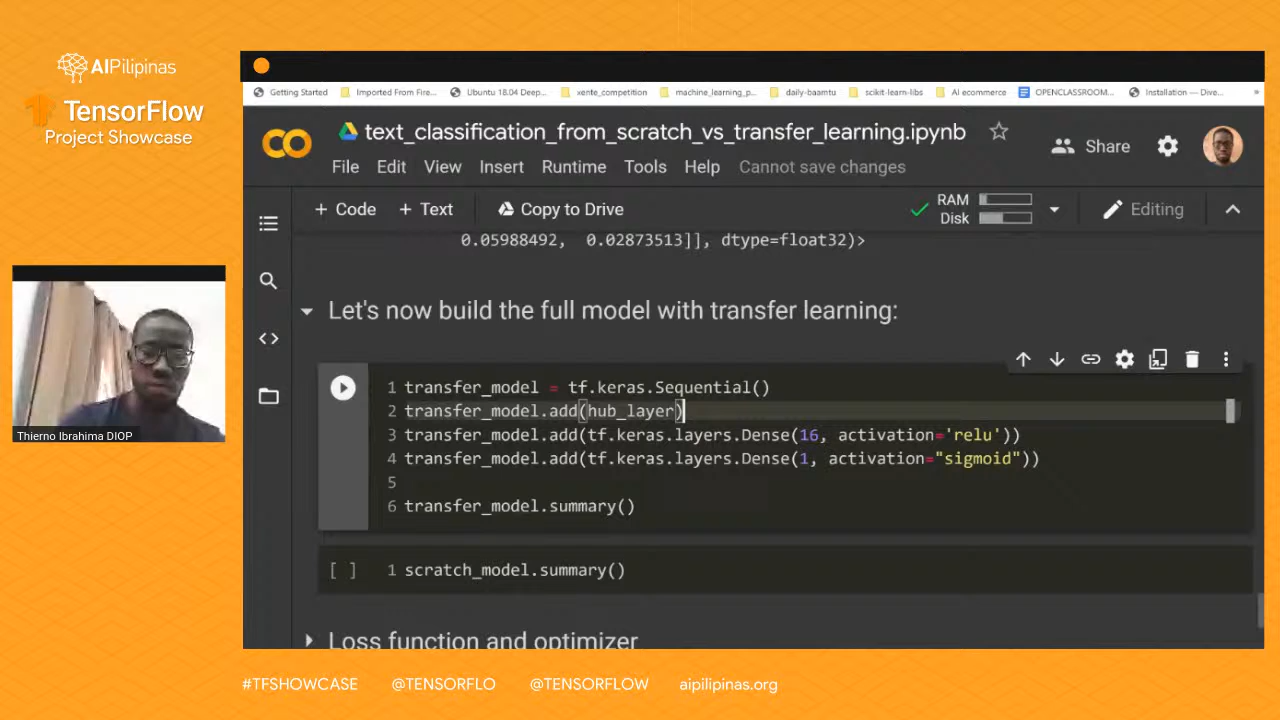 AIPilipinas
TensorFlow
Project Showcase
Getting Started
Imported From Fire...
Ubuntu 18.04 Deep...
xente_competition
machine_learning_p...
daily-baamtu
scikit-learn-libs
AI ecommerce
OPENCLASSROOM...
Installation — Dive...
»
CO
text_classification_from_scratch_vs_transfer_learning.ipynb
Share
File Edit View Insert Runtime Tools Help Cannot save changes
+ Code + Text Copy to Drive
RAM
Disk
Editing
0.05988492, 0.02873513]], dtype=float32)>
Let's now build the full model with transfer learning:
1 transfer_model = tf.keras.Sequential()
2 transfer_model.add(hub_layer)
3 transfer_model.add(tf.keras.layers.Dense(16, activation='relu'))
4 transfer_model.add(tf.keras.layers.Dense(1, activation="sigmoid"))
5
6 transfer_model.summary()
[ ] 1 scratch_model.summary()
Loss function and optimizer
Thierno Ibrahima DIOP
#TFSHOWCASE @TENSORFLO @TENSORFLOW aipilipinas.org